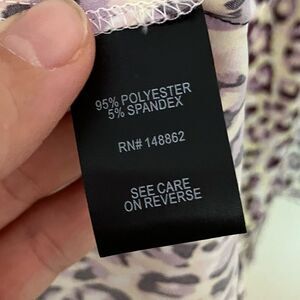 95% POLYESTER
5% SPANDEX
RN# 148862
SEE CARE
ON REVERSE